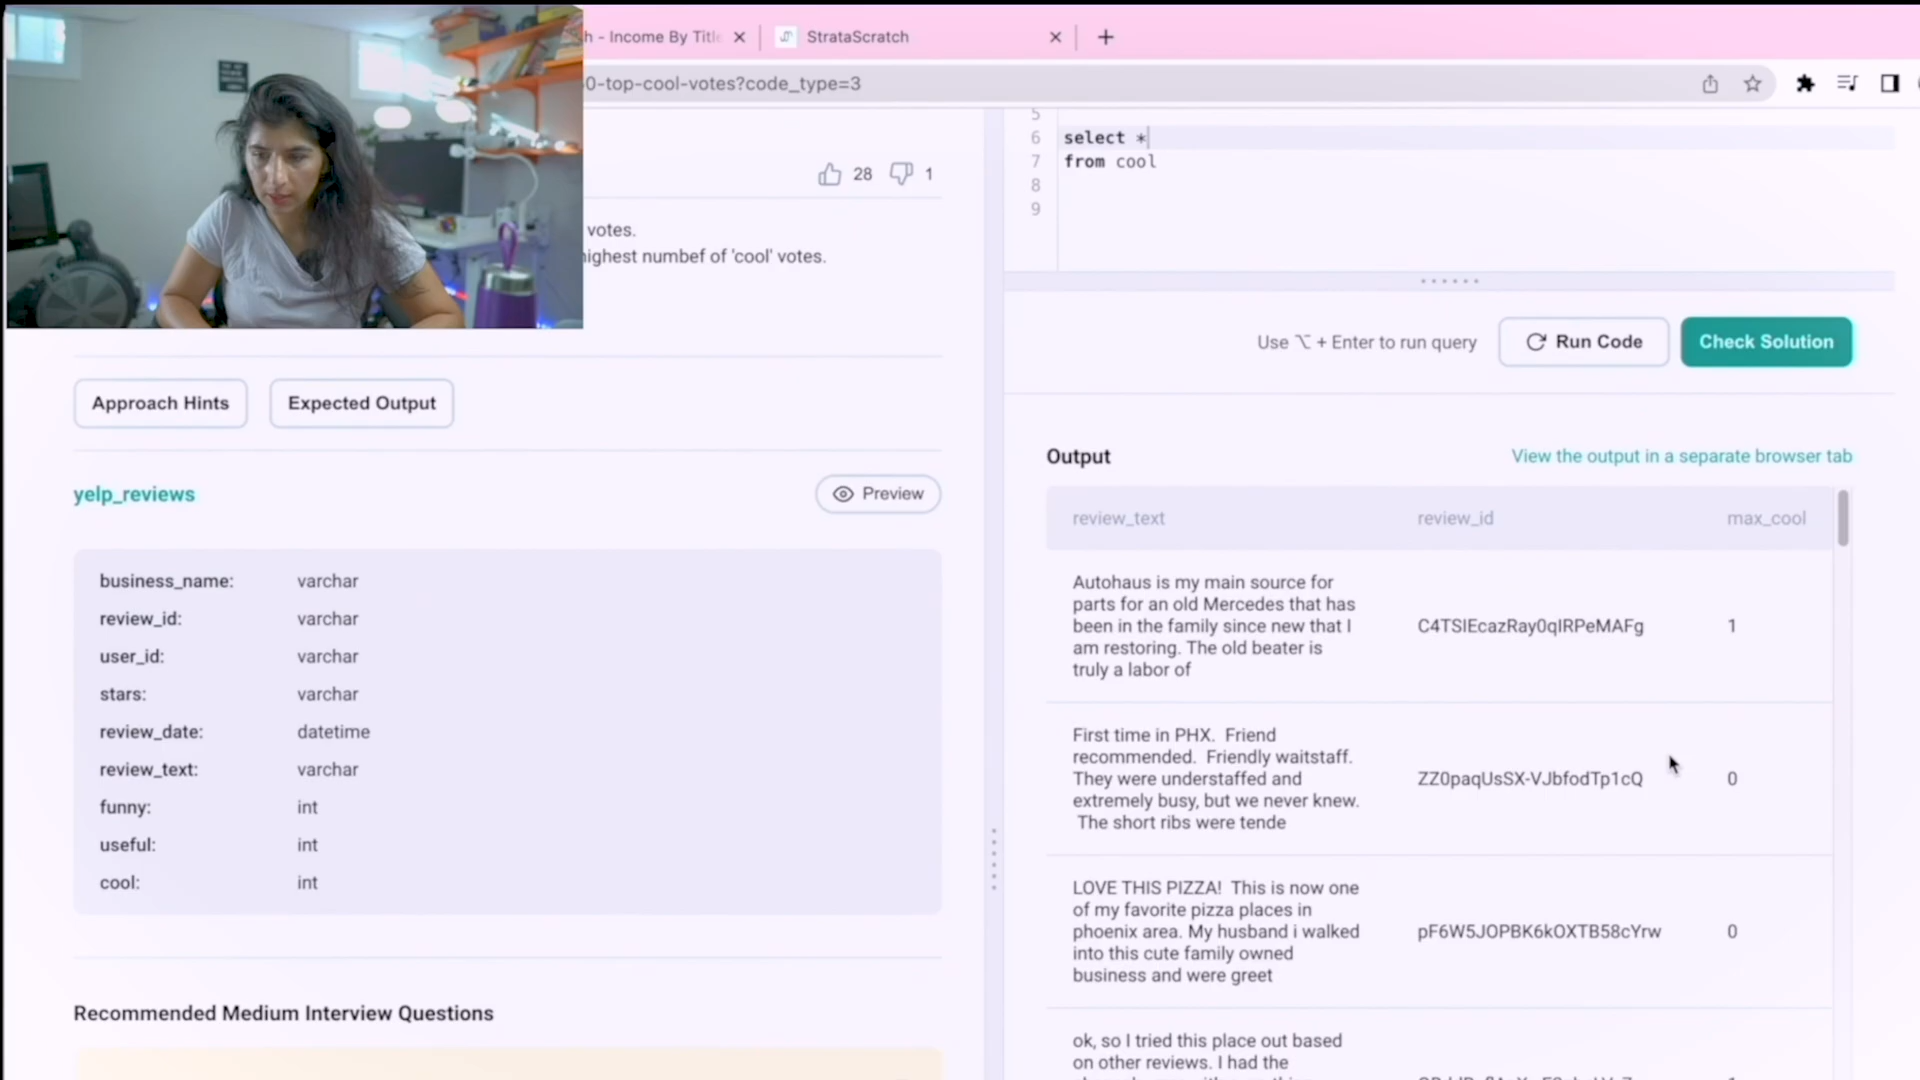 h - Income By Title
StrataScratch
0-top-cool-votes?code_type=3
28
1
votes.
ighest numbef of 'cool' votes.
Approach Hints
Expected Output
yelp_reviews
Preview
business_name: varchar
review_id: varchar
user_id: varchar
stars: varchar
review_date: datetime
review_text: varchar
funny: int
useful: int
cool: int
Recommended Medium Interview Questions
5
6 select *
7 from cool
8
9
Use ⌥ + Enter to run query
Run Code
Check Solution
Output
View the output in a separate browser tab
review_text review_id max_cool
Autohaus is my main source for
parts for an old Mercedes that has
been in the family since new that I
am restoring. The old beater is
truly a labor of
C4TSIEcazRay0qIRPeMAFg
1
First time in PHX. Friend
recommended. Friendly waitstaff.
They were understaffed and
extremely busy, but we never knew.
The short ribs were tende
ZZ0paqUsSX-VJbfodTp1cQ
0
LOVE THIS PIZZA! This is now one
of my favorite pizza places in
phoenix area. My husband i walked
into this cute family owned
business and were greet
pF6W5JOPBK6kOXTB58cYrw
0
ok, so I tried this place out based
on other reviews. I had the